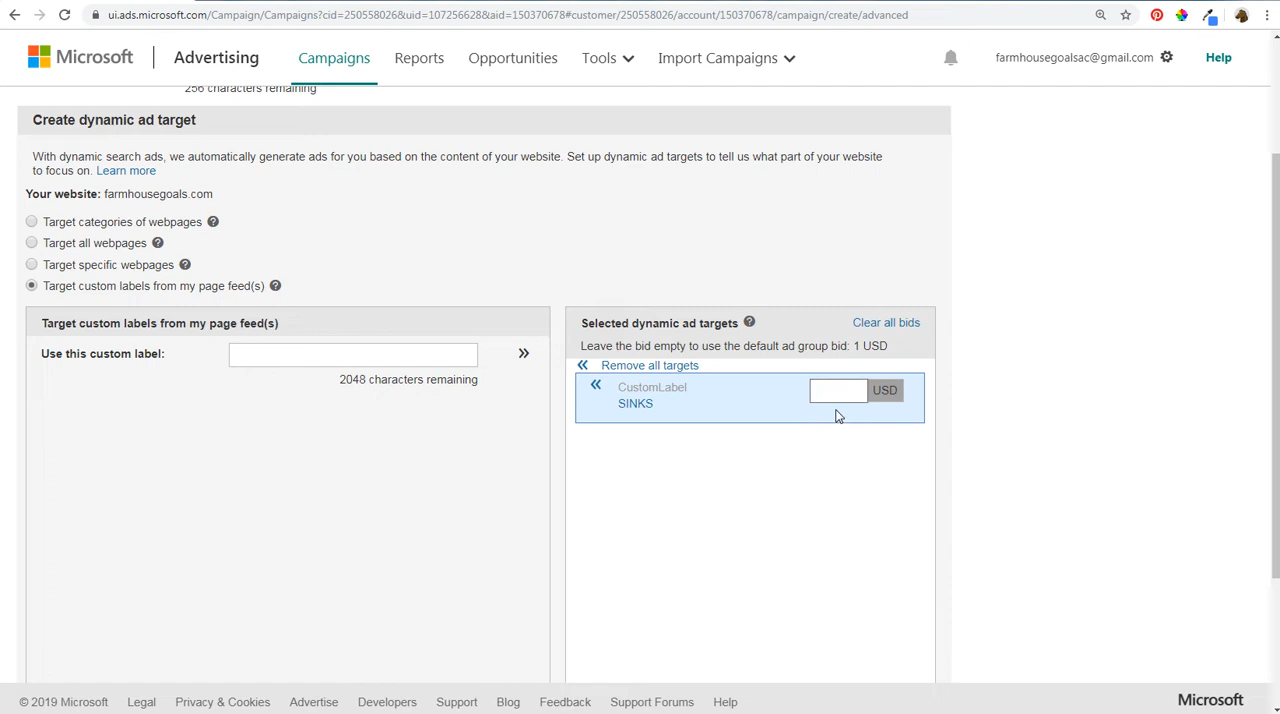 ui.ads.microsoft.com/Campaign/Campaigns?cid=250558026&uid=10725662&aid=150370678#customer/250558026/account/150370678/campaign/create/advanced
Microsoft | Advertising Campaigns Reports Opportunities Tools Import Campaigns farmhousegoalsac@gmail.com Help
256 characters remaining
Create dynamic ad target
With dynamic search ads, we automatically generate ads for you based on the content of your website. Set up dynamic ad targets to tell us what part of your website
to focus on. Learn more
Your website: farmhousegoals.com
Target categories of webpages ?
Target all webpages ?
Target specific webpages ?
Target custom labels from my page feed(s) ?
Target custom labels from my page feed(s)
Use this custom label: »
2048 characters remaining
Selected dynamic ad targets ? Clear all bids
Leave the bid empty to use the default ad group bid: 1 USD
« Remove all targets
« CustomLabel USD
SINKS
© 2019 Microsoft Legal Privacy & Cookies Advertise Developers Support Blog Feedback Support Forums Help Microsoft